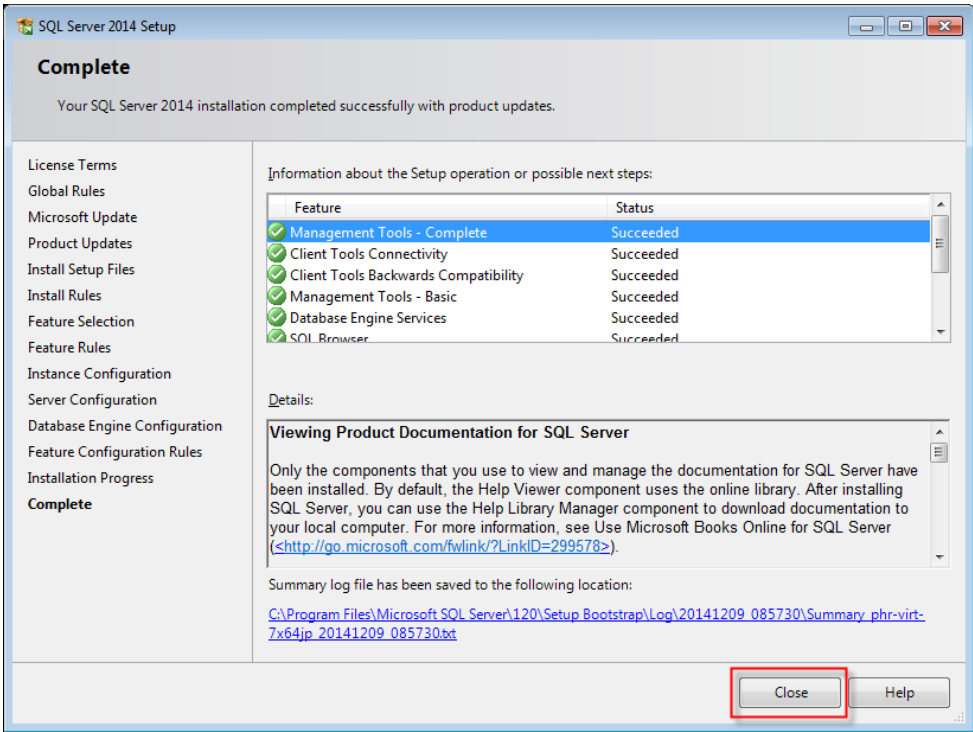 SQL Server 2014 Setup
Complete
Your SQL Server 2014 installation completed successfully with product updates.
License Terms
Global Rules
Microsoft Update
Product Updates
Install Setup Files
Install Rules
Feature Selection
Feature Rules
Instance Configuration
Server Configuration
Database Engine Configuration
Feature Configuration Rules
Installation Progress
Complete
Information about the Setup operation or possible next steps:
Feature Status
Management Tools - Complete Succeeded
Client Tools Connectivity Succeeded
Client Tools Backwards Compatibility Succeeded
Management Tools - Basic Succeeded
Database Engine Services Succeeded
SQL Browser Succeeded
Details:
Viewing Product Documentation for SQL Server
Only the components that you use to view and manage the documentation for SQL Server have
been installed. By default, the Help Viewer component uses the online library. After installing
SQL Server, you can use the Help Library Manager component to download documentation to
your local computer. For more information, see Use Microsoft Books Online for SQL Server
(<http://go.microsoft.com/fwlink/?LinkID=299578>).
Summary log file has been saved to the following location:
C:\Program Files\Microsoft SQL Server\120\Setup Bootstrap\Log\20141209_085730\Summary_phr-virt-
7x64jp_20141209_085730.txt
Close Help